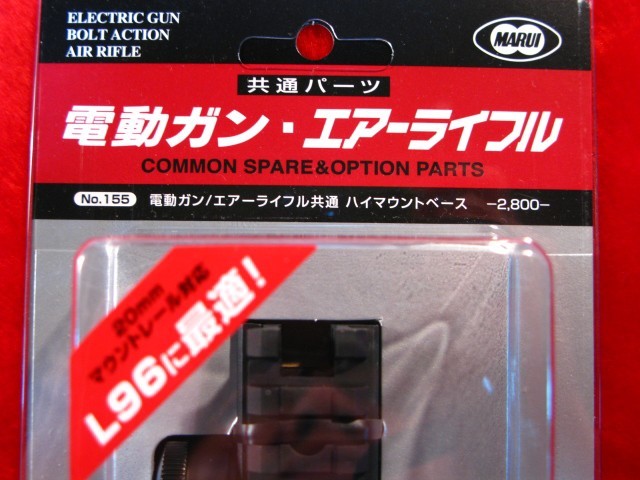 ELECTRIC GUN
BOLT ACTION
AIR RIFLE
MARUI
共通パーツ
電動ガン・エアーライフル
COMMON SPARE&OPTION PARTS
No.155 電動ガン/エアーライフル共通 ハイマウントベース −2,800−
20mm
マウントレール対応
L96に最適!